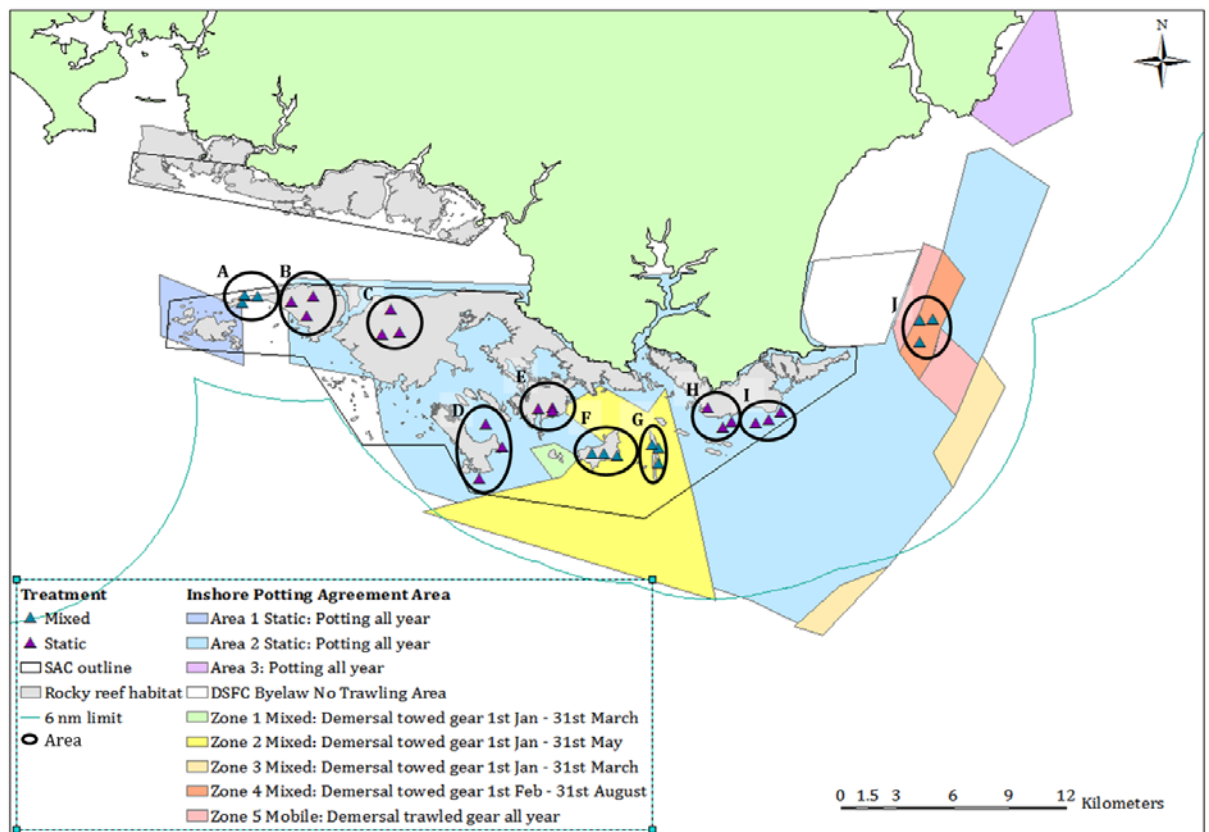 N
A
B
C
J
E
H
I
D
F
G
Treatment
Mixed
Static
SAC outline
Rocky reef habitat
6 nm limit
Area
Inshore Potting Agreement Area
Area 1 Static: Potting all year
Area 2 Static: Potting all year
Area 3: Potting all year
DSFC Byelaw No Trawling Area
Zone 1 Mixed: Demersal towed gear 1st Jan - 31st March
Zone 2 Mixed: Demersal towed gear 1st Jan - 31st May
Zone 3 Mixed: Demersal towed gear 1st Jan - 31st March
Zone 4 Mixed: Demersal towed gear 1st Feb - 31st August
Zone 5 Mobile: Demersal trawled gear all year
0 1.5 3 6 9 12
Kilometers